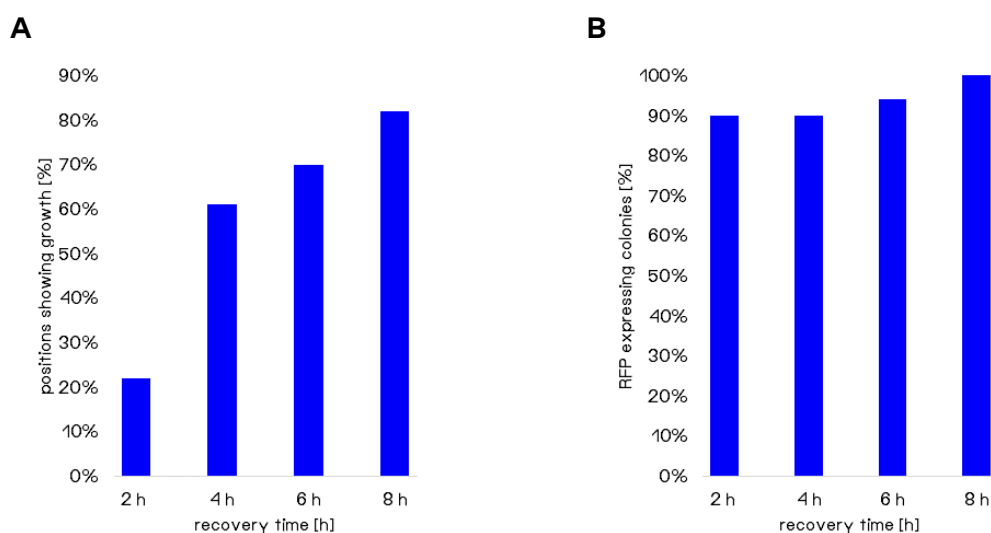 A
positions showing growth [%]
90%
80%
70%
60%
50%
40%
30%
20%
10%
0%
2 h 4 h 6 h 8 h
recovery time [h]
B
RFP expressing colonies [%]
100%
90%
80%
70%
60%
50%
40%
30%
20%
10%
0%
2 h 4 h 6 h 8 h
recovery time [h]